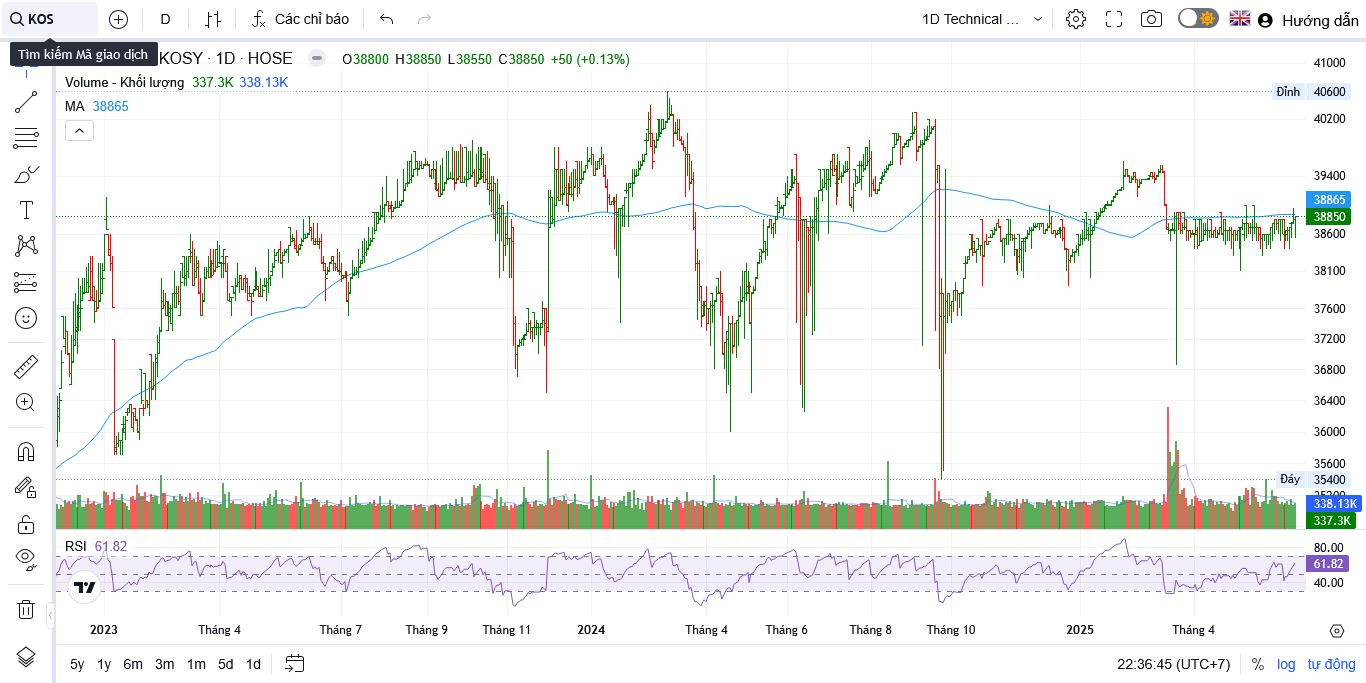 KOS D Các chỉ báo 1D Technical ... Hướng dẫn
Tìm kiếm Mã giao dịch
KOSY · 1D · HOSE O38800 H38850 L38550 C38850 +50 (+0.13%)
Volume - Khối lượng 337.3K 338.13K
MA 38865
41000
Đỉnh 40600
40200
39400
38865
38850
38600
38100
37600
37200
36800
36400
36000
35600
Đáy 35400
35200
338.13K
337.3K
RSI 61.82
80.00
61.82
40.00
2023 Tháng 4 Tháng 7 Tháng 9 Tháng 11 2024 Tháng 4 Tháng 6 Tháng 8 Tháng 10 2025 Tháng 4
5y 1y 6m 3m 1m 5d 1d 22:36:45 (UTC+7) % log tự động